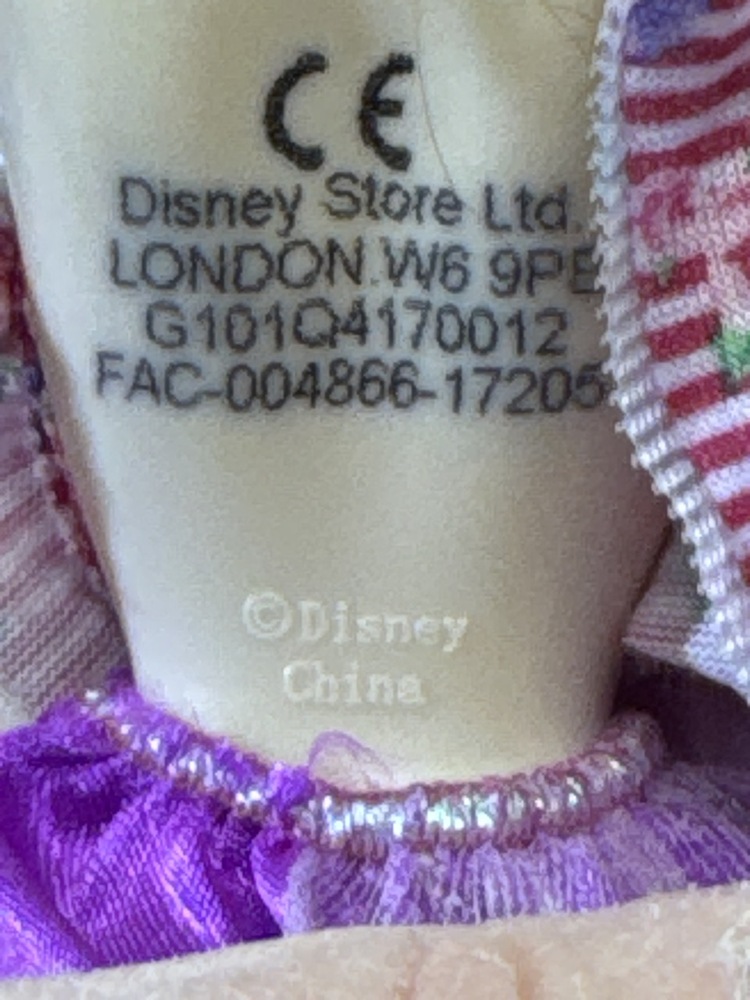 CE
Disney Store Ltd.
LONDON.W6 9PE
G101Q4170012
FAC-004866-17205
©Disney
China